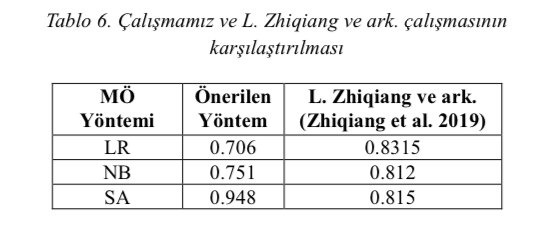 Tablo 6. Çalışmamız ve L. Zhiqiang ve ark. çalışmasının
karşılaştırılması
MÖ Yöntemi Önerilen Yöntem L. Zhiqiang ve ark. (Zhiqiang et al. 2019)
LR 0.706 0.8315
NB 0.751 0.812
SA 0.948 0.815